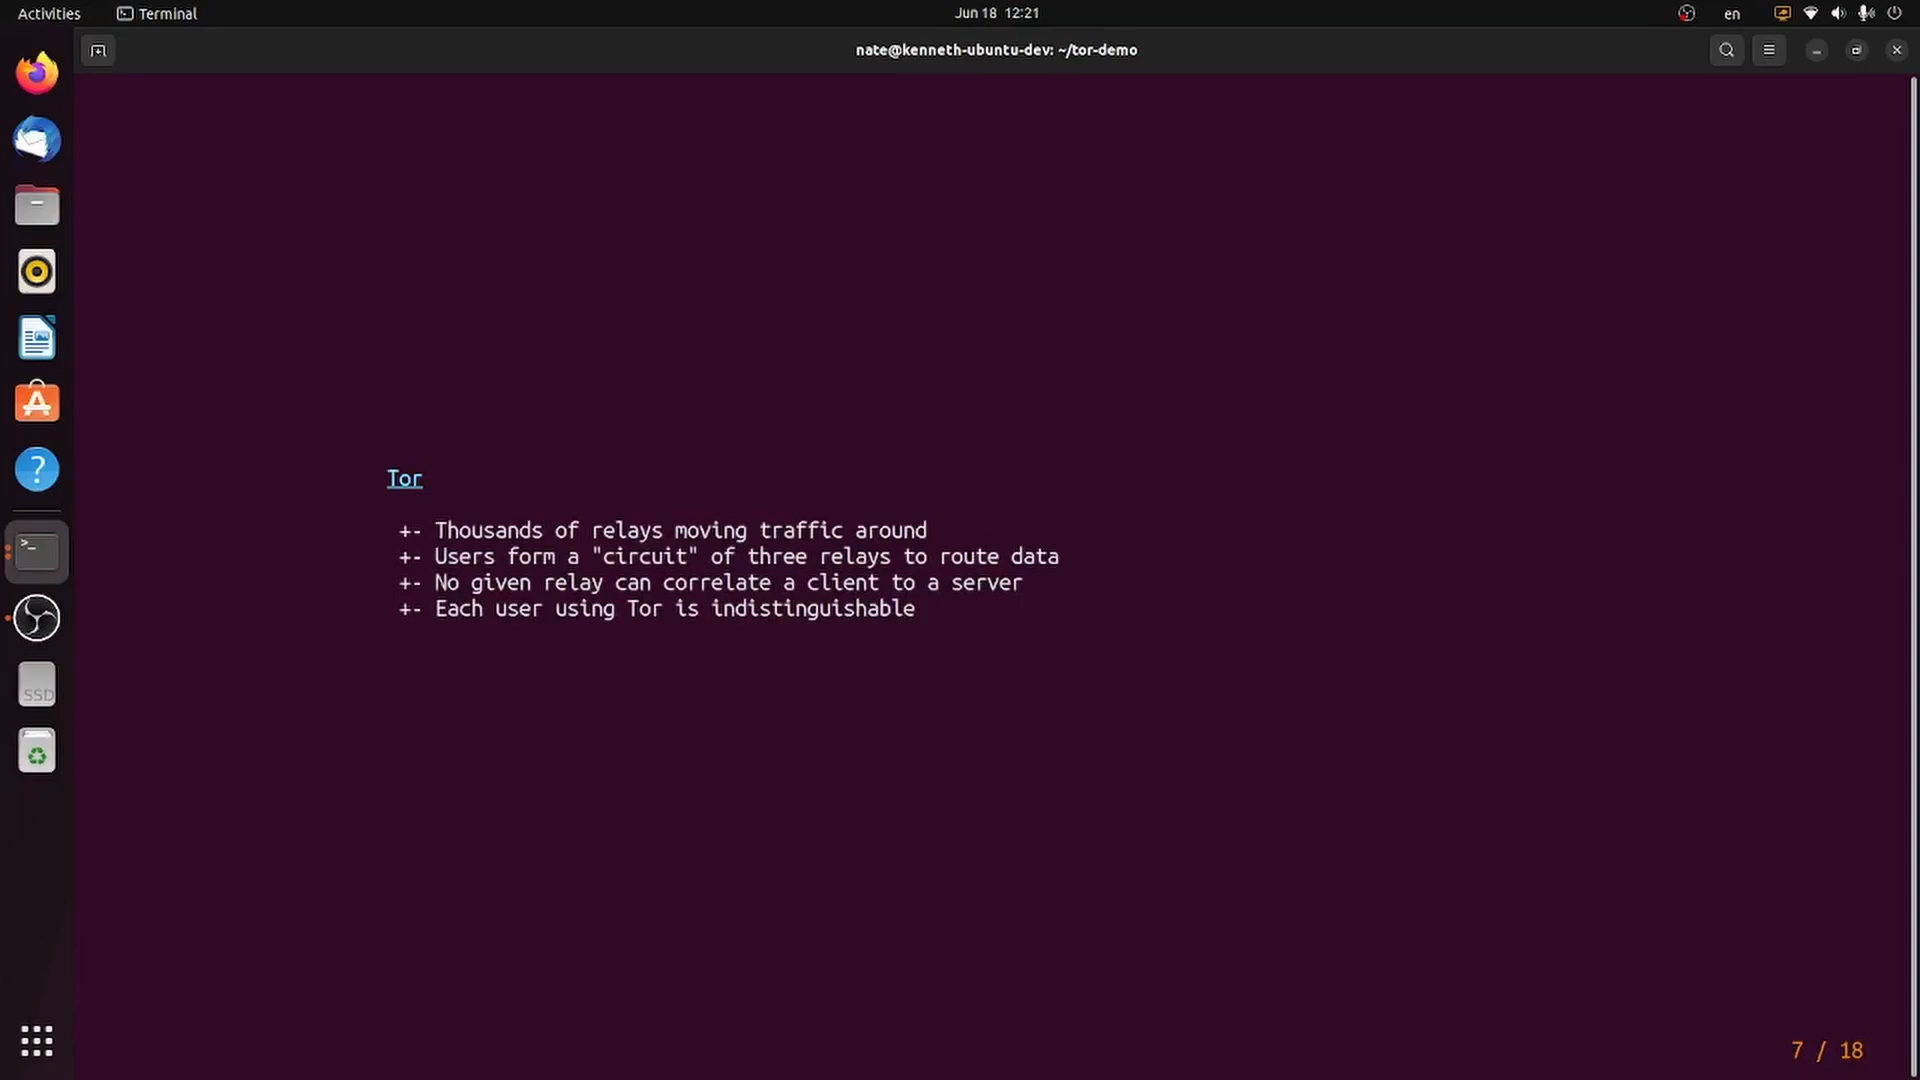 Activities
Terminal
Jun 18 12:21
en
nate@kenneth-ubuntu-dev: ~/tor-demo
Tor
+- Thousands of relays moving traffic around
+- Users form a "circuit" of three relays to route data
+- No given relay can correlate a client to a server
+- Each user using Tor is indistinguishable
SSD
7 / 18